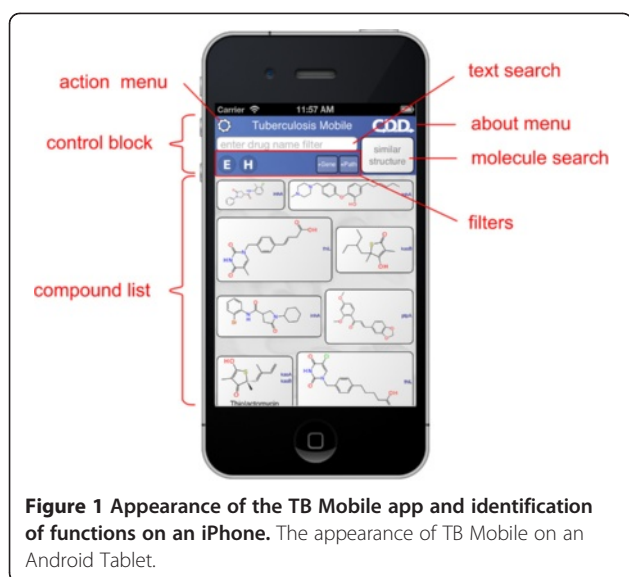 action menu
text search
Carrier 11:57 AM
control block
Tuberculosis Mobile
CDD.
about menu
enter drug name filter
similar
structure
molecule search
E H +Gene +Path
filters
compound list
Thiolactomycin
Figure 1 Appearance of the TB Mobile app and identification
of functions on an iPhone. The appearance of TB Mobile on an
Android Tablet.